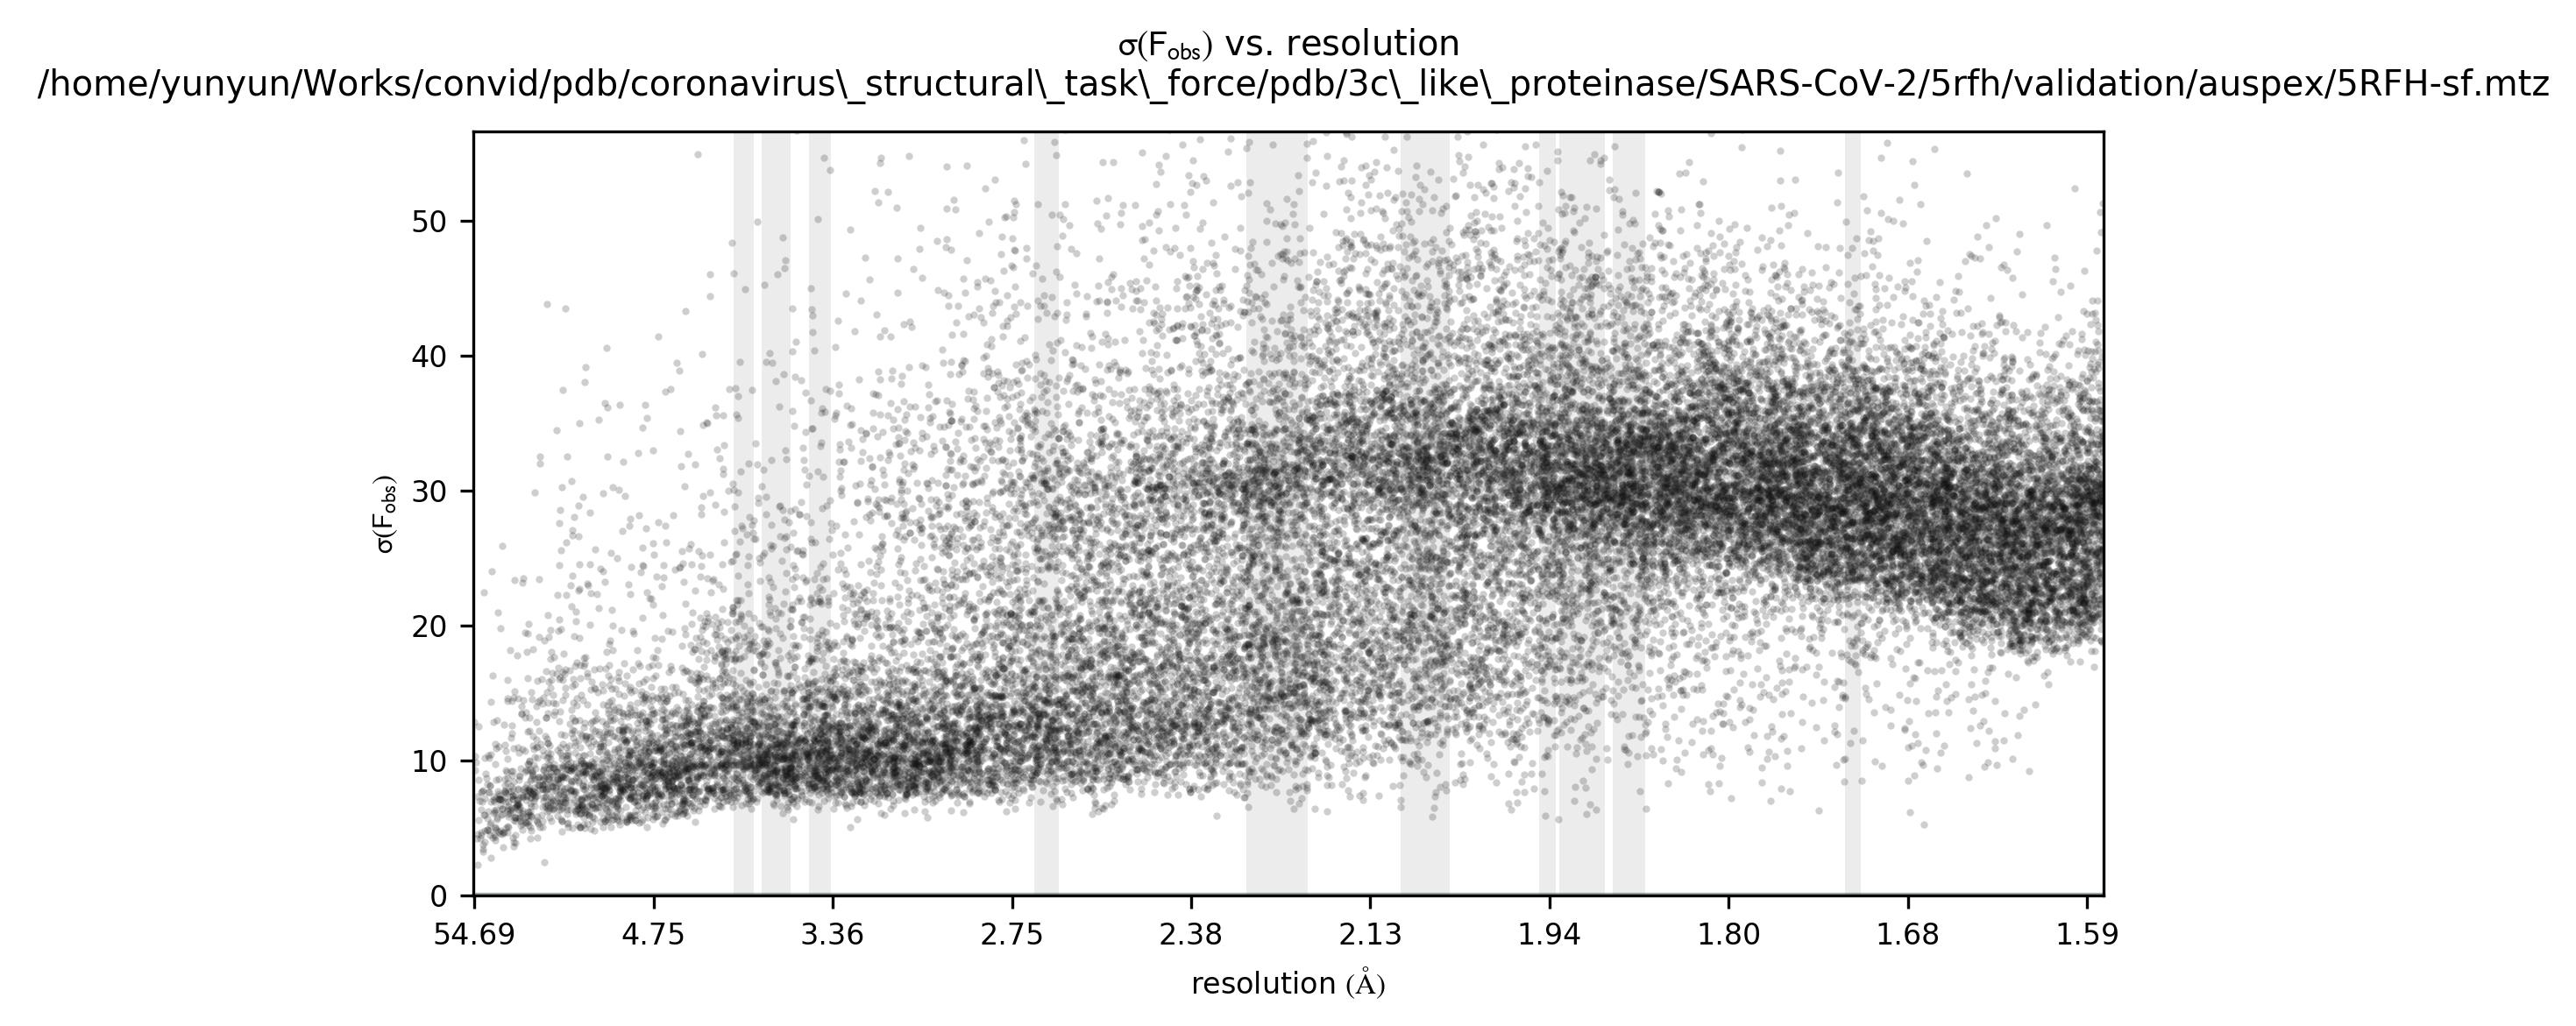 σ(F_obs) vs. resolution
/home/yunyun/Works/convid/pdb/coronavirus\_structural\_task\_force/pdb/3c\_like\_proteinase/SARS-CoV-2/5rfh/validation/auspex/5RFH-sf.mtz
σ(F_obs)
50
40
30
20
10
0
54.69 4.75 3.36 2.75 2.38 2.13 1.94 1.80 1.68 1.59
resolution (Å)